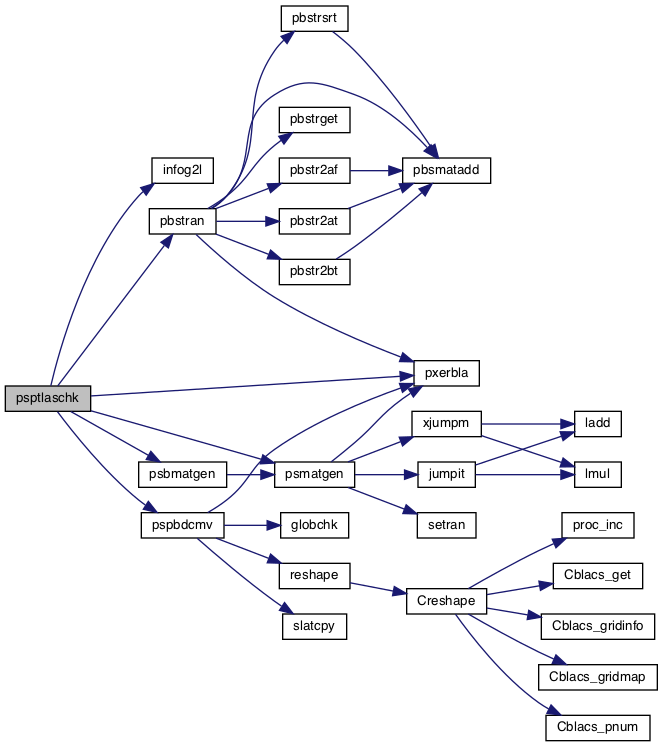 pbstrsrt
pbstrget
infog2l
pbstr2af
pbsmatadd
pbstran
pbstr2at
pbstr2bt
pxerbla
psptlaschk
xjumpm
ladd
psbmatgen
psmatgen
jumpit
lmul
pspbdcmv
globchk
setran
proc_inc
reshape
Cblacs_get
Creshape
slatcpy
Cblacs_gridinfo
Cblacs_gridmap
Cblacs_pnum